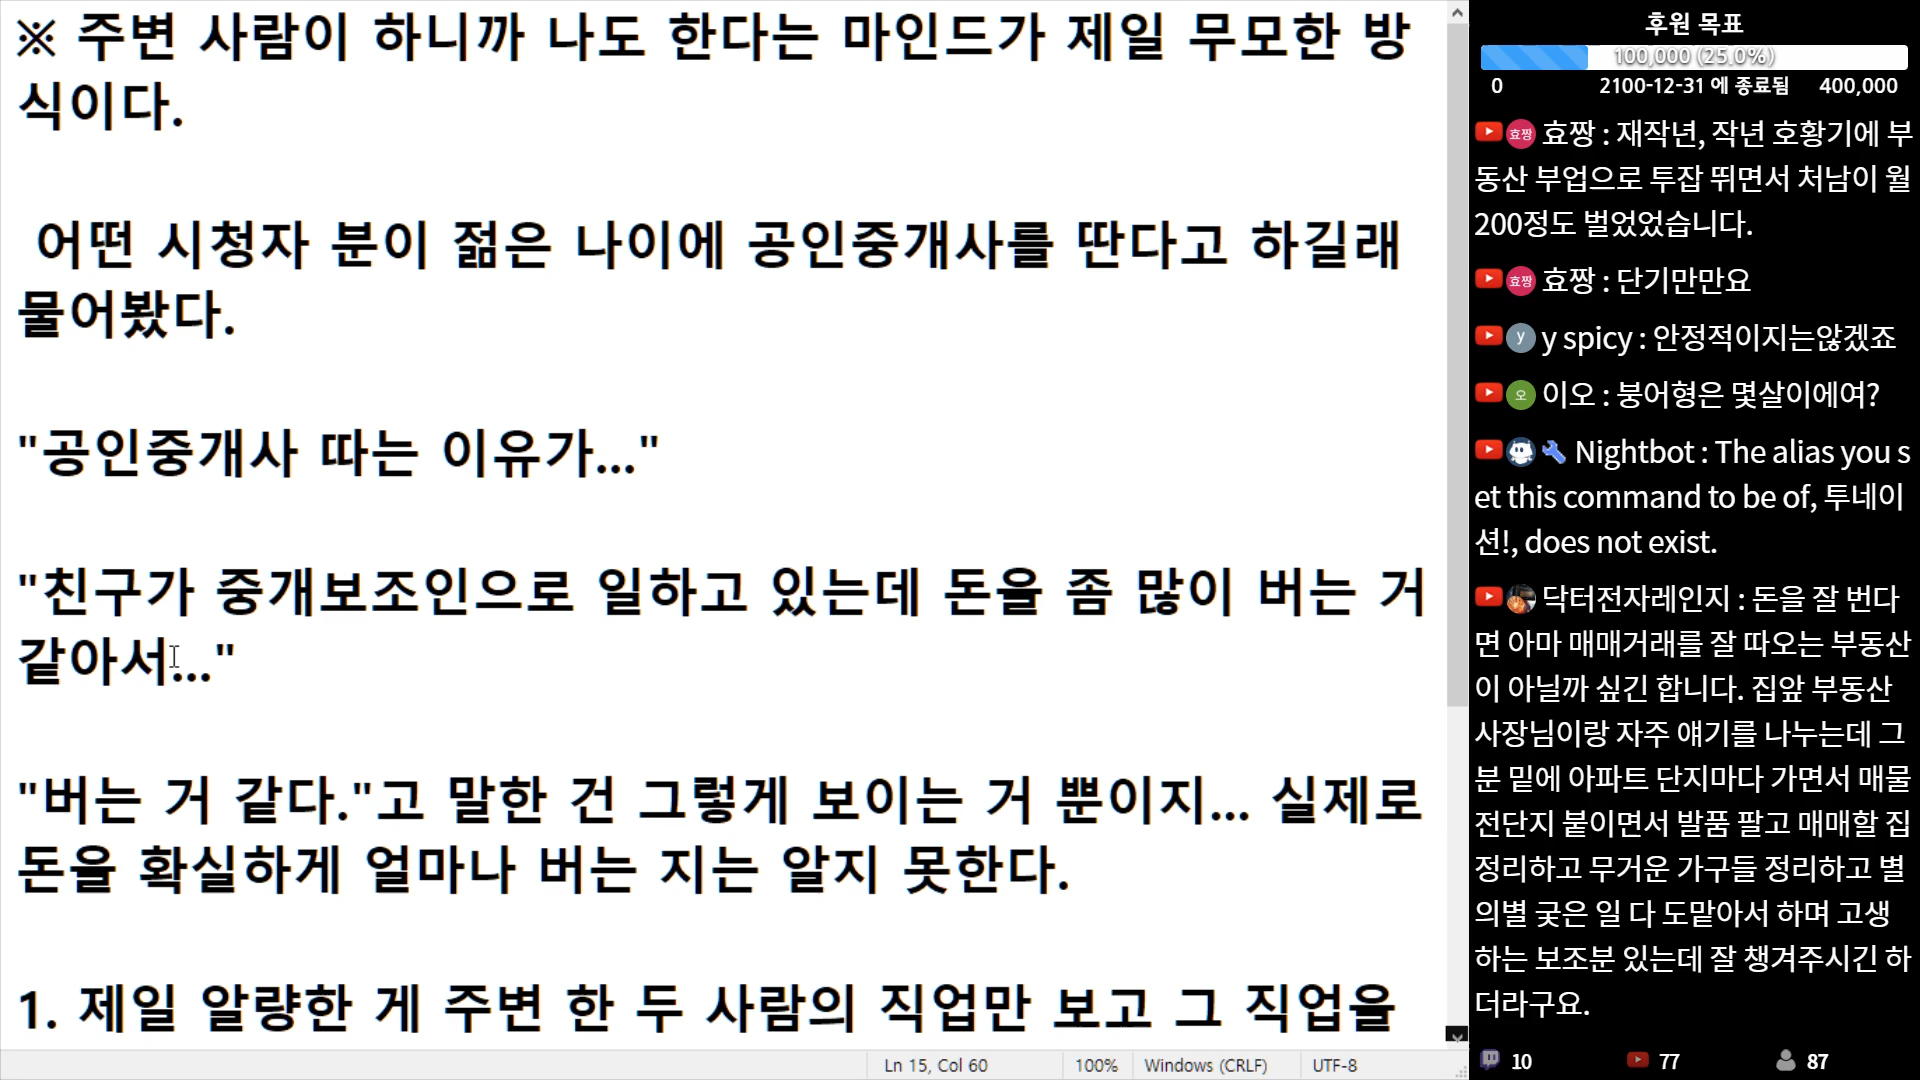 ※ 주변 사람이 하니까 나도 한다는 마인드가 제일 무모한 방
식이다.
어떤 시청자 분이 젊은 나이에 공인중개사를 딴다고 하길래
물어봤다.
"공인중개사 따는 이유가..."
"친구가 중개보조인으로 일하고 있는데 돈을 좀 많이 버는 거
같아서..."
"버는 거 같다."고 말한 건 그렇게 보이는 거 뿐이지... 실제로
돈을 확실하게 얼마나 버는 지는 알지 못한다.
1. 제일 알량한 게 주변 한 두 사람의 직업만 보고 그 직업을
Ln 15, Col 60
100%
Windows (CRLF)
UTF-8
후원 목표
100,000 (25.0%)
0 2100-12-31 에 종료됨 400,000
효짱 효짱 : 재작년, 작년 호황기에 부
동산 부업으로 투잡 뛰면서 처남이 월
200정도 벌었었습니다.
효짱 효짱 : 단기만만요
y y spicy : 안정적이지는않겠죠
오 이오 : 붕어형은 몇살이에여?
Nightbot : The alias you s
et this command to be of, 투네이
션!, does not exist.
닥터전자레인지 : 돈을 잘 번다
면 아마 매매거래를 잘 따오는 부동산
이 아닐까 싶긴 합니다. 집앞 부동산
사장님이랑 자주 얘기를 나누는데 그
분 밑에 아파트 단지마다 가면서 매물
전단지 붙이면서 발품 팔고 매매할 집
정리하고 무거운 가구들 정리하고 별
의별 궂은 일 다 도맡아서 하며 고생
하는 보조분 있는데 잘 챙겨주시긴 하
더라구요.
10 77 87